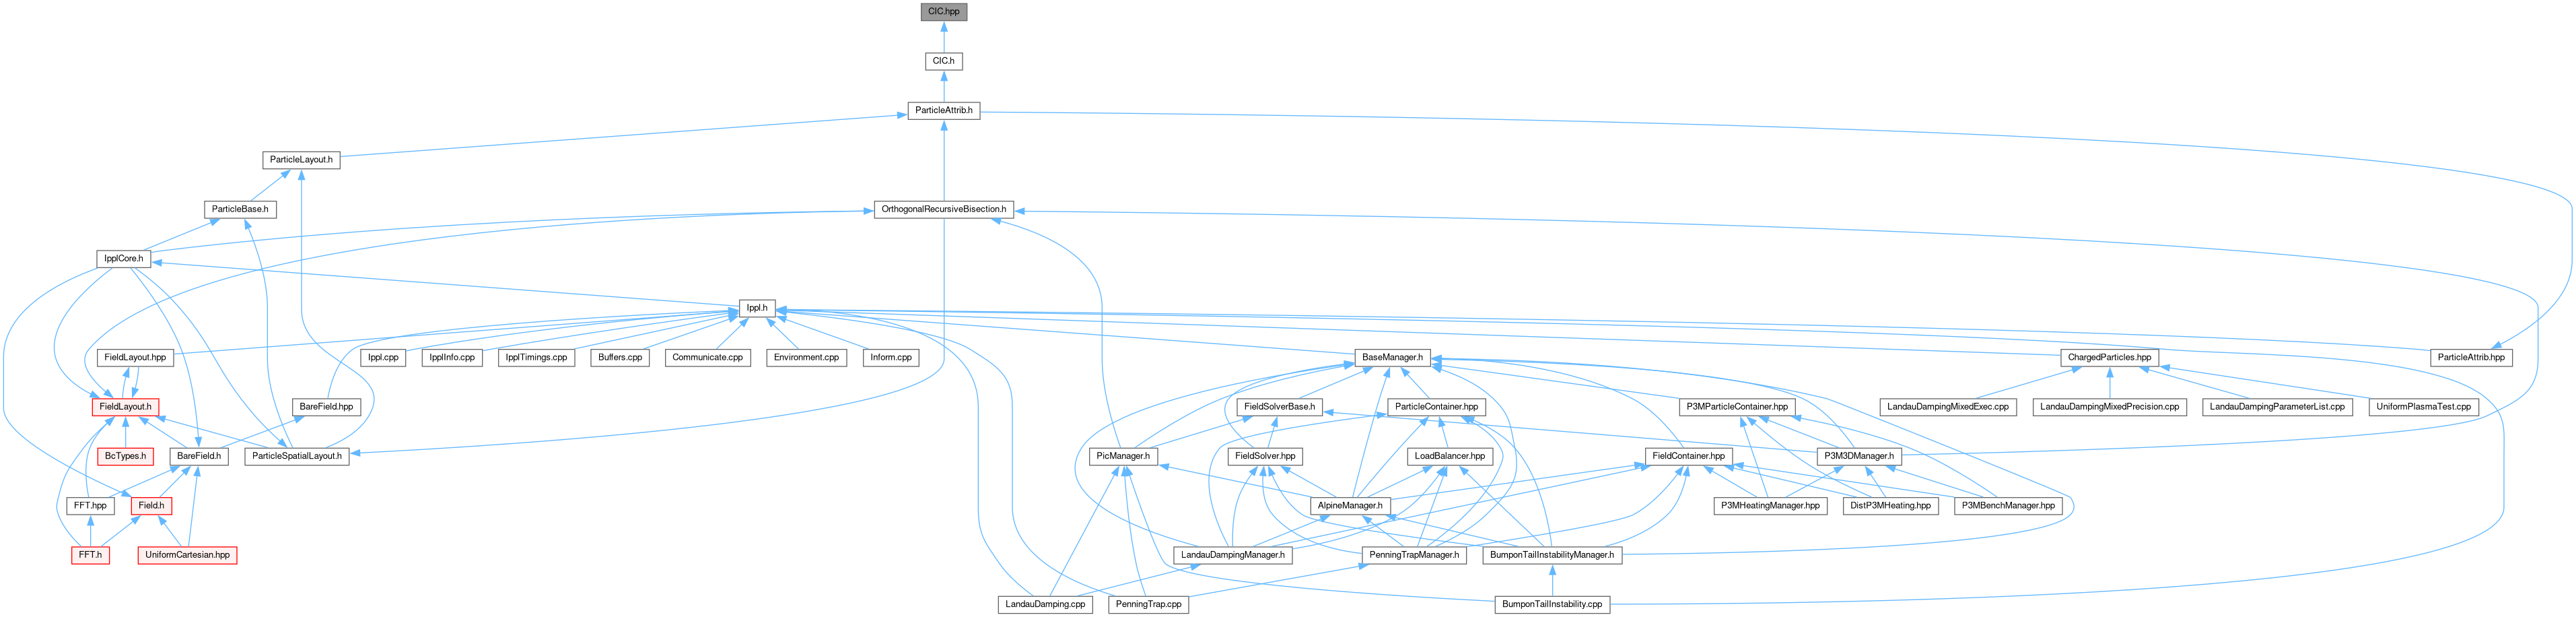 CIC.hpp
CIC.h
ParticleAttrib.h
ParticleLayout.h
ParticleBase.h
OrthogonalRecursiveBisection.h
IpplCore.h
Ippl.h
FieldLayout.hpp
Ippl.cpp
IpplInfo.cpp
IpplTimings.cpp
Buffers.cpp
Communicate.cpp
Environment.cpp
Inform.cpp
BaseManager.h
ChargedParticles.hpp
ParticleAttrib.hpp
FieldLayout.h
BareField.hpp
FieldSolverBase.h
ParticleContainer.hpp
P3MParticleContainer.hpp
LandauDampingMixedExec.cpp
LandauDampingMixedPrecision.cpp
LandauDampingParameterList.cpp
UniformPlasmaTest.cpp
BcTypes.h
BareField.h
ParticleSpatialLayout.h
PicManager.h
FieldSolver.hpp
LoadBalancer.hpp
FieldContainer.hpp
P3M3DManager.h
FFT.hpp
Field.h
AlpineManager.h
P3MHeatingManager.hpp
DistP3MHeating.hpp
P3MBenchManager.hpp
FFT.h
UniformCartesian.hpp
LandauDampingManager.h
PenningTrapManager.h
BumponTailInstabilityManager.h
LandauDamping.cpp
PenningTrap.cpp
BumponTailInstability.cpp